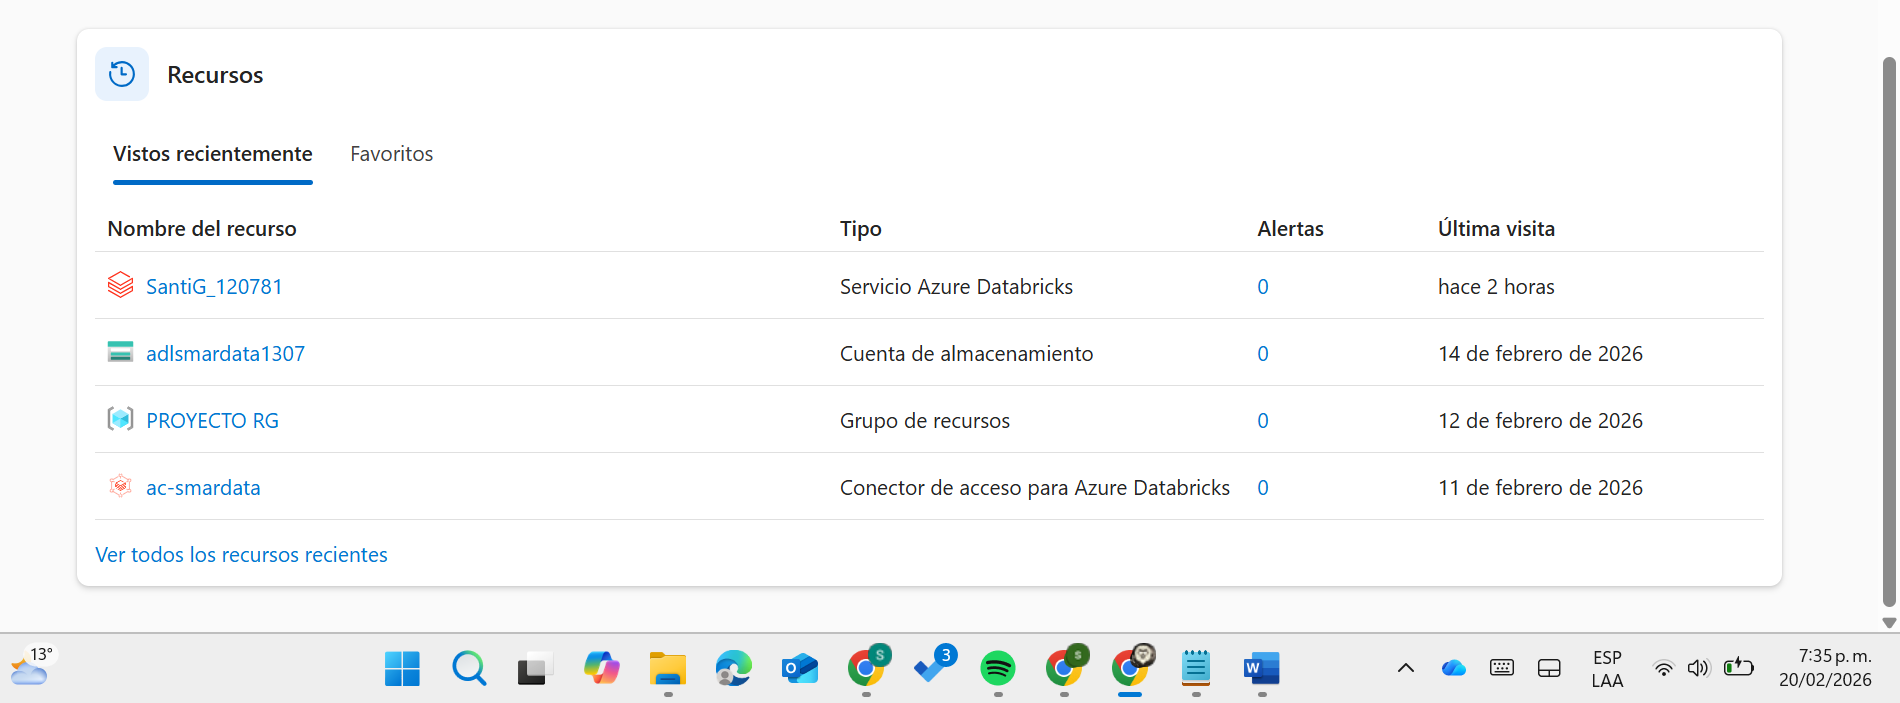 Recursos
Vistos recientemente Favoritos
Nombre del recurso Tipo Alertas Última visita
SantiG_120781 Servicio Azure Databricks 0 hace 2 horas
adlsmardata1307 Cuenta de almacenamiento 0 14 de febrero de 2026
PROYECTO RG Grupo de recursos 0 12 de febrero de 2026
ac-smardata Conector de acceso para Azure Databricks 0 11 de febrero de 2026
Ver todos los recursos recientes
13° S 3 S ESP 7:35 p. m.
LAA 20/02/2026